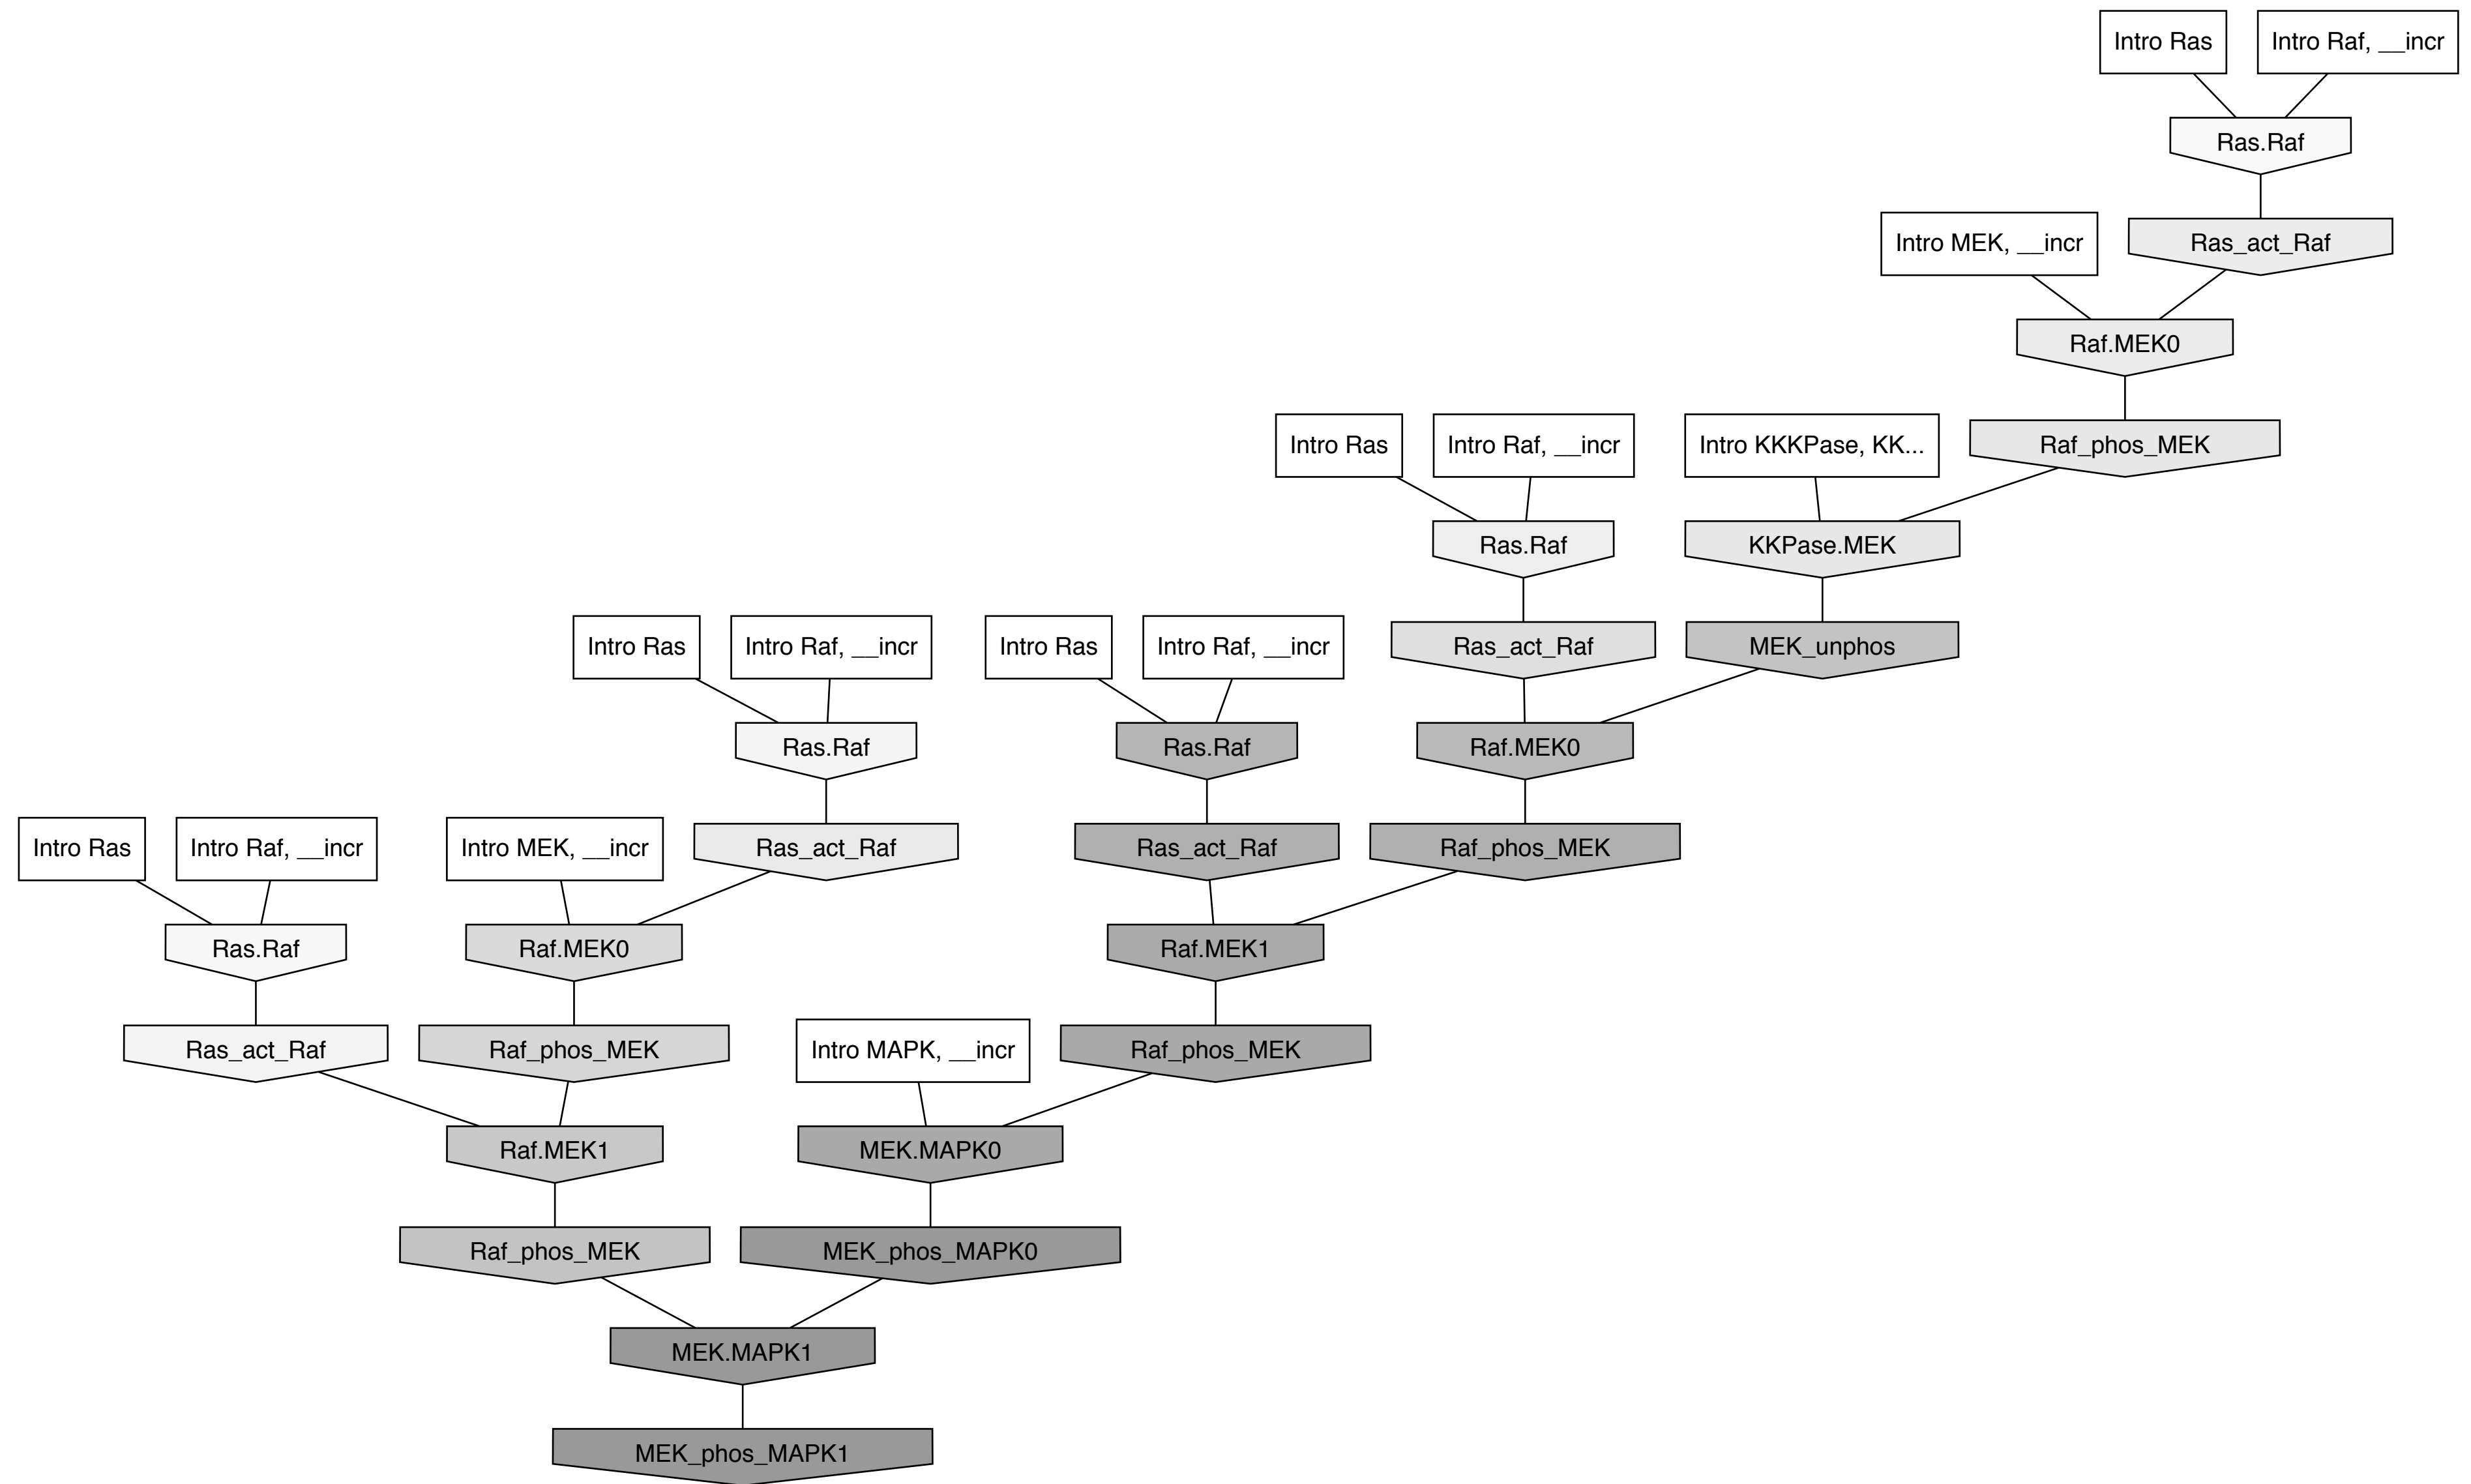 Intro Ras
Intro Raf, __incr
Ras.Raf
Intro MEK, __incr
Ras_act_Raf
Raf.MEK0
Intro Ras
Intro Raf, __incr
Intro KKKPase, KK...
Raf_phos_MEK
Ras.Raf
KKPase.MEK
Intro Ras
Intro Raf, __incr
Intro Ras
Intro Raf, __incr
Ras_act_Raf
MEK_unphos
Ras.Raf
Ras.Raf
Raf.MEK0
Intro Ras
Intro Raf, __incr
Intro MEK, __incr
Ras_act_Raf
Ras_act_Raf
Raf_phos_MEK
Ras.Raf
Raf.MEK0
Raf.MEK1
Ras_act_Raf
Raf_phos_MEK
Intro MAPK, __incr
Raf_phos_MEK
Raf.MEK1
MEK.MAPK0
Raf_phos_MEK
MEK_phos_MAPK0
MEK.MAPK1
MEK_phos_MAPK1